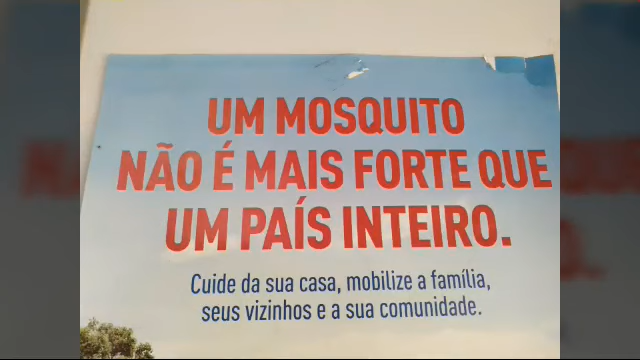 UM MOSQUITO
NÃO É MAIS FORTE QUE
UM PAÍS INTEIRO.
Cuide da sua casa, mobilize a família,
seus vizinhos e a sua comunidade.